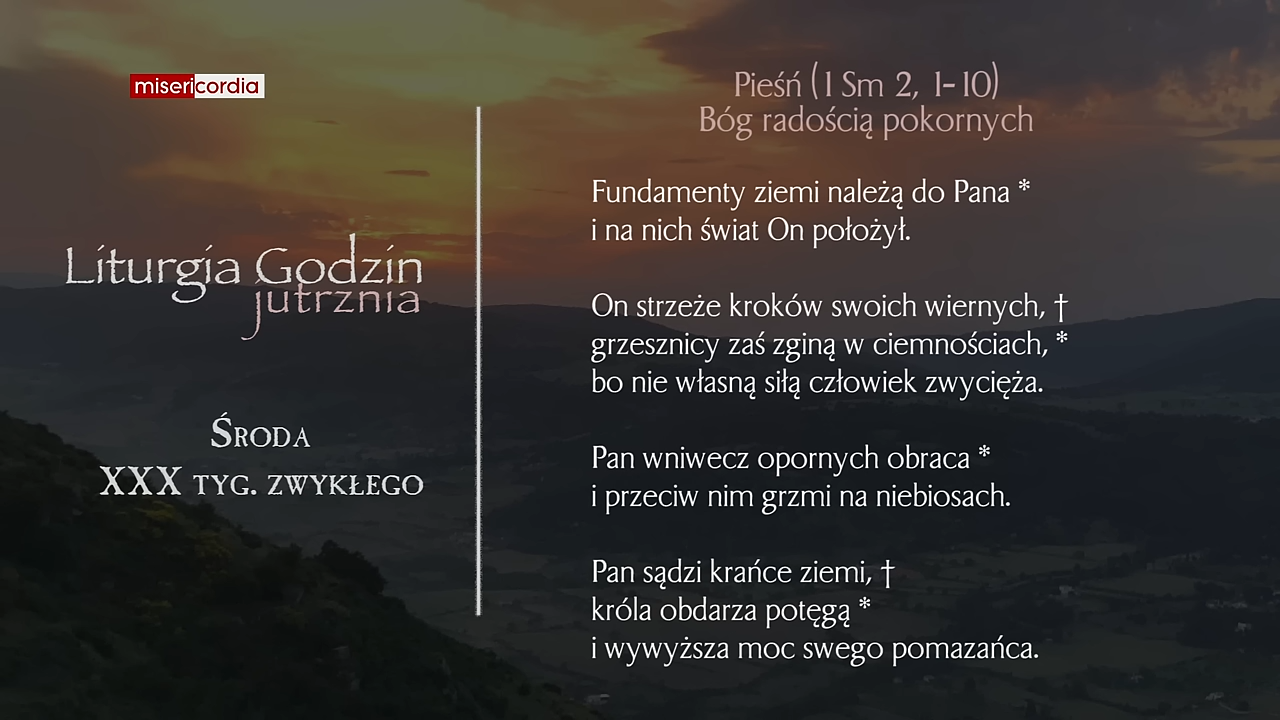 misericordia
Liturgia Godzin
jutrznia
Środa
XXX tyg. zwykłego
Pieśń (1 Sm 2, 1-10)
Bóg radością pokornych
Fundamenty ziemi należą do Pana *
i na nich świat On położył.
On strzeże kroków swoich wiernych, †
grzesznicy zaś zginą w ciemnościach, *
bo nie własną siłą człowiek zwycięża.
Pan wniwecz opornych obraca *
i przeciw nim grzmi na niebiosach.
Pan sądzi krańce ziemi, †
króla obdarza potęgą *
i wywyższa moc swego pomazańca.